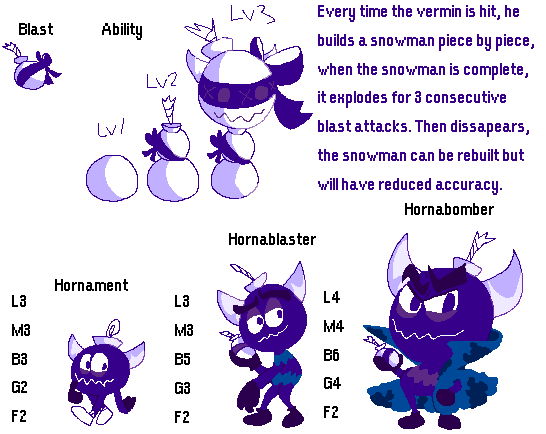 Blast
Ability
Lv1
Lv2
Lv3
Every time the vermin is hit, he
builds a snowman piece by piece,
when the snowman is complete,
it explodes for 3 consecutive
blast attacks. Then dissapears,
the snowman can be rebuilt but
will have reduced accuracy.
Hornament
L3
M3
B3
G2
F2
Hornablaster
L3
M3
B5
G3
F2
Hornabomber
L4
M4
B6
G4
F2